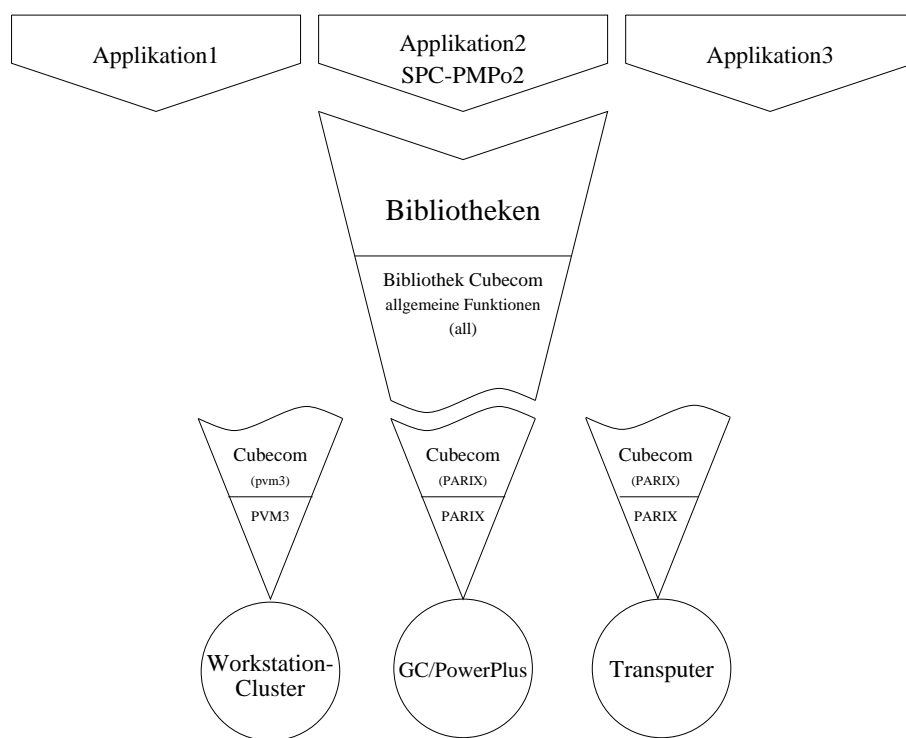 Applikation1
Applikation2
SPC-PMPo2
Applikation3
Bibliotheken
Bibliothek Cubecom
allgemeine Funktionen
(all)
Cubecom
(pvm3)
PVM3
Cubecom
(PARIX)
PARIX
Cubecom
(PARIX)
PARIX
Workstation-
Cluster
GC/PowerPlus
Transputer